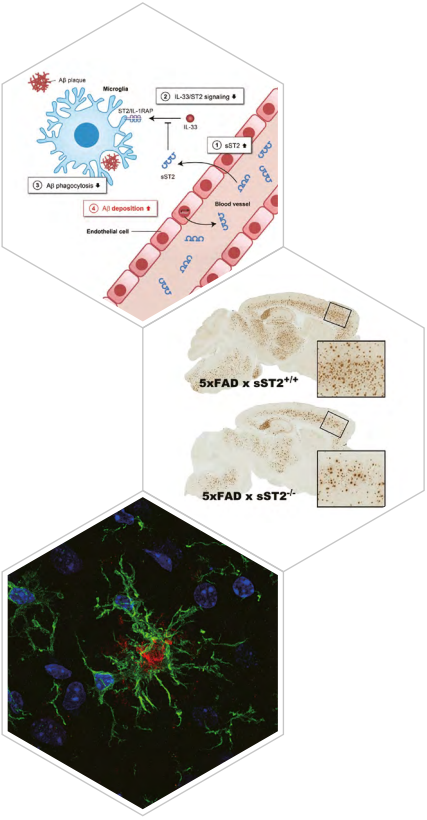 Aβ plaque
Microglia
② IL-33/ST2 signaling ⬇
ST2/IL-1RAP
IL-33
① sST2 ⬆
sST2
③ Aβ phagocytosis ⬇
④ Aβ deposition ⬆
Blood vessel
Endothelial cell
5xFAD x sST2+/+
5xFAD x sST2-/-